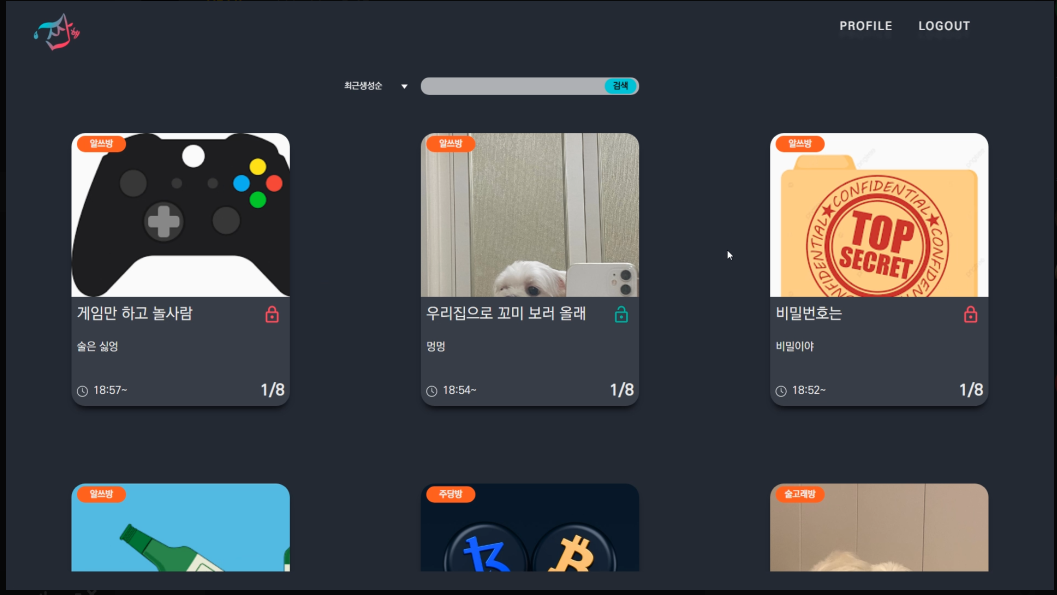 PROFILE LOGOUT
최근생성순 검색
알쓰방
게임만 하고 놀사람
술은 싫엉
18:57~ 1/8
알쓰방
우리집으로 꼬미 보러 올래
멍멍
18:54~ 1/8
알쓰방
CONFIDENTIAL
TOP
SECRET
CONFIDENTIAL
비밀번호는
비밀이야
18:52~ 1/8
알쓰방
주당방
술고래방